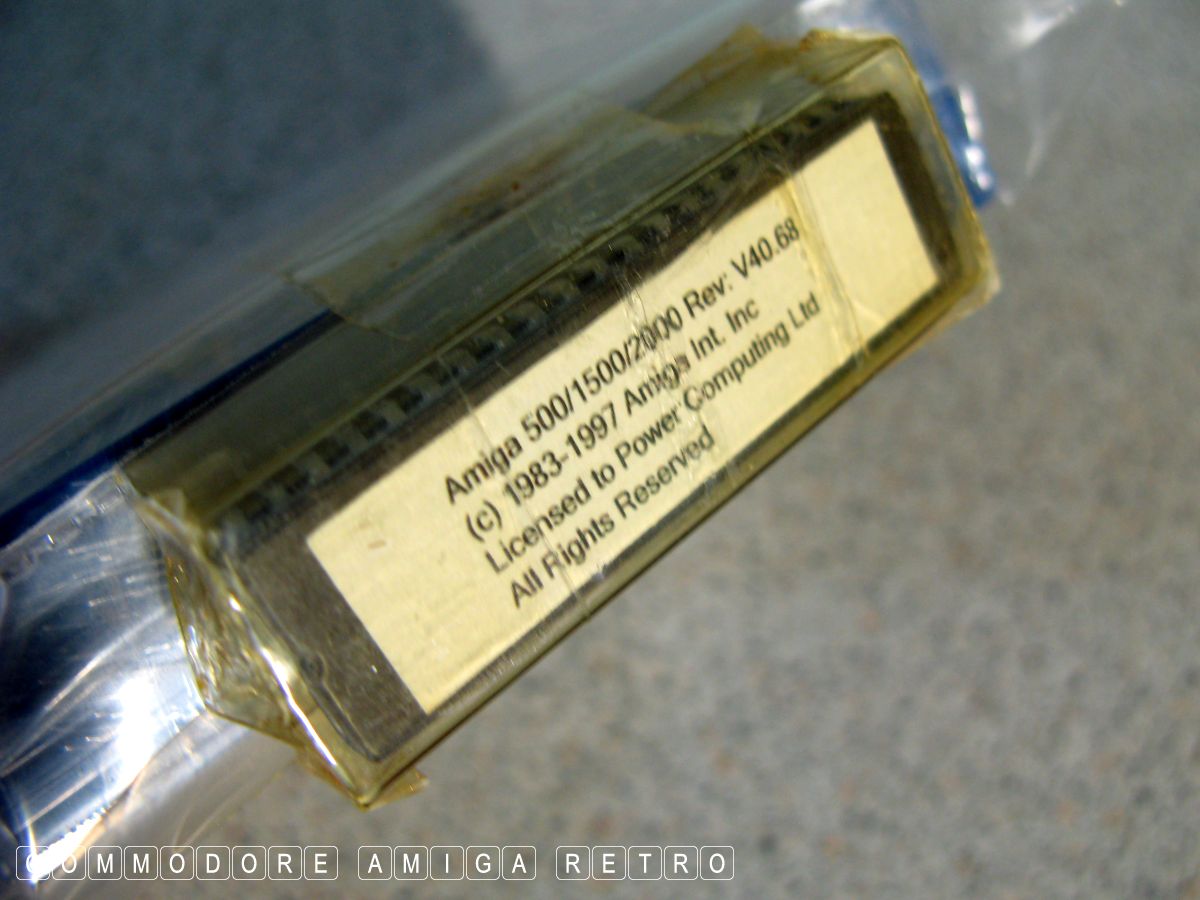 Amiga 500/1500/2000 Rev: V40.68
(c) 1983-1997 Amiga Int. Inc
Licensed to Power Computing Ltd
All Rights Reserved
COMMODORE AMIGA RETRO